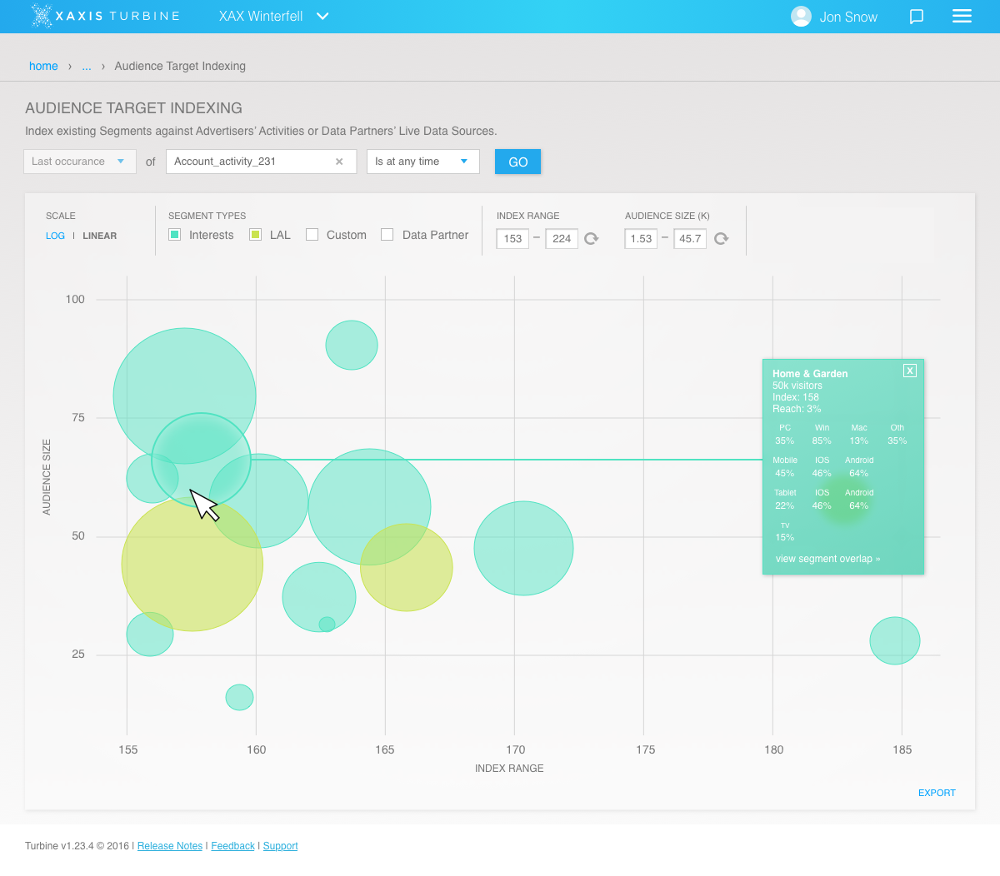 XAXIS TURBINE XAX Winterfell Jon Snow
home › ... › Audience Target Indexing
AUDIENCE TARGET INDEXING
Index existing Segments against Advertisers' Activities or Data Partners' Live Data Sources.
Last occurance of Account_activity_231 × Is at any time GO
SCALE SEGMENT TYPES INDEX RANGE AUDIENCE SIZE (K)
LOG | LINEAR Interests LAL Custom Data Partner 153 – 224 1.53 – 45.7
100
75
50
25
AUDIENCE SIZE
Home & Garden X
50k visitors
Index: 158
Reach: 3%
PC Win Mac Oth
35% 85% 13% 35%
Mobile IOS Android
45% 46% 64%
Tablet IOS Android
22% 46% 64%
TV
15%
view segment overlap »
155 160 165 170 175 180 185
INDEX RANGE
EXPORT
Turbine v1.23.4 © 2016 | Release Notes | Feedback | Support